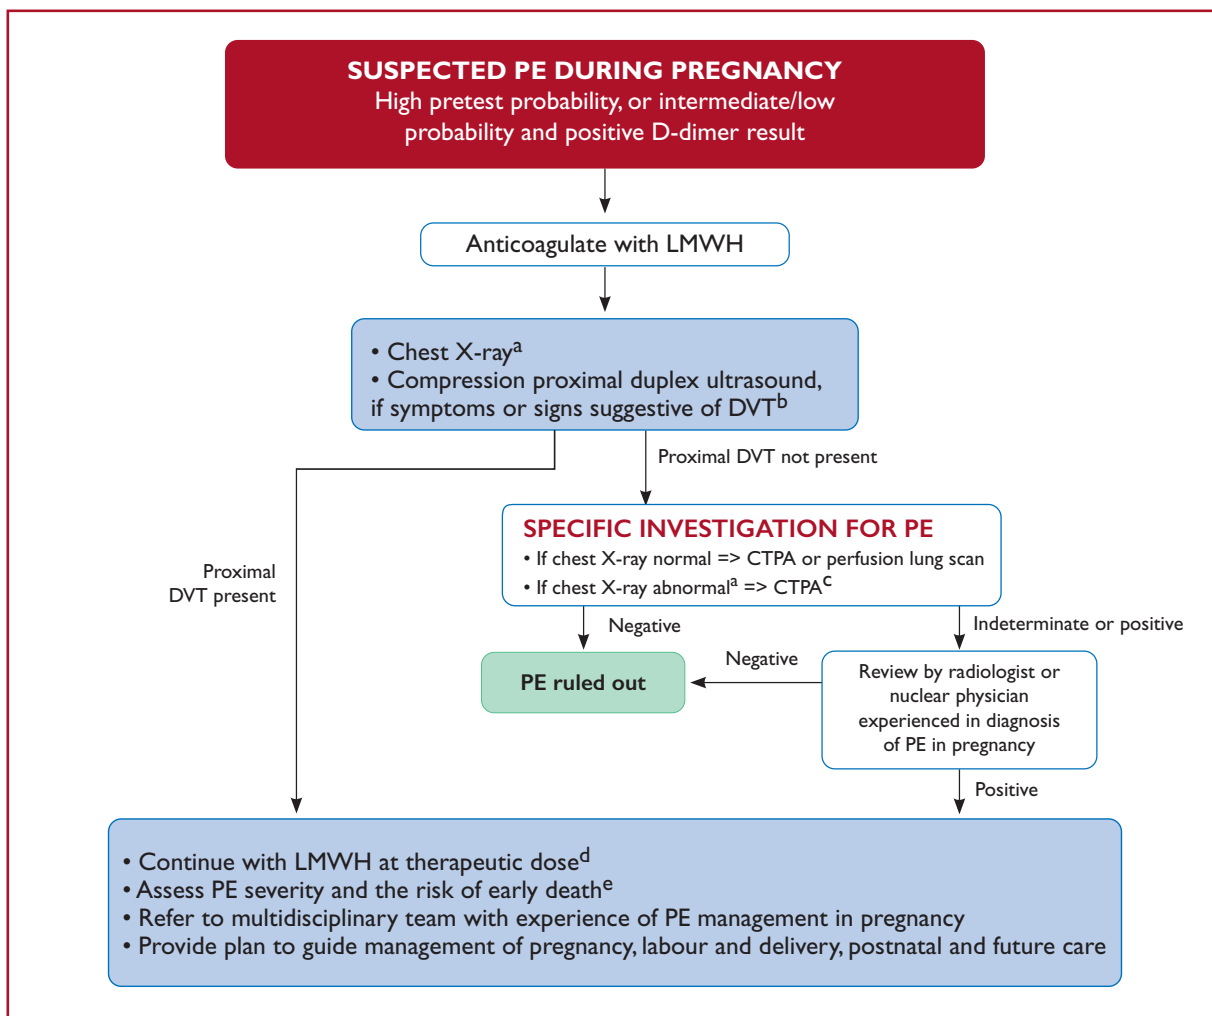 SUSPECTED PE DURING PREGNANCY
High pretest probability, or intermediate/low
probability and positive D-dimer result
Anticoagulate with LMWH
• Chest X-rayᵃ
• Compression proximal duplex ultrasound,
if symptoms or signs suggestive of DVTᵇ
Proximal DVT not present
SPECIFIC INVESTIGATION FOR PE
• If chest X-ray normal => CTPA or perfusion lung scan
• If chest X-ray abnormalᵃ => CTPAᶜ
Proximal
DVT present
Negative
Indeterminate or positive
PE ruled out
Negative
Review by radiologist or
nuclear physician
experienced in diagnosis
of PE in pregnancy
Positive
• Continue with LMWH at therapeutic doseᵈ
• Assess PE severity and the risk of early deathᵉ
• Refer to multidisciplinary team with experience of PE management in pregnancy
• Provide plan to guide management of pregnancy, labour and delivery, postnatal and future care